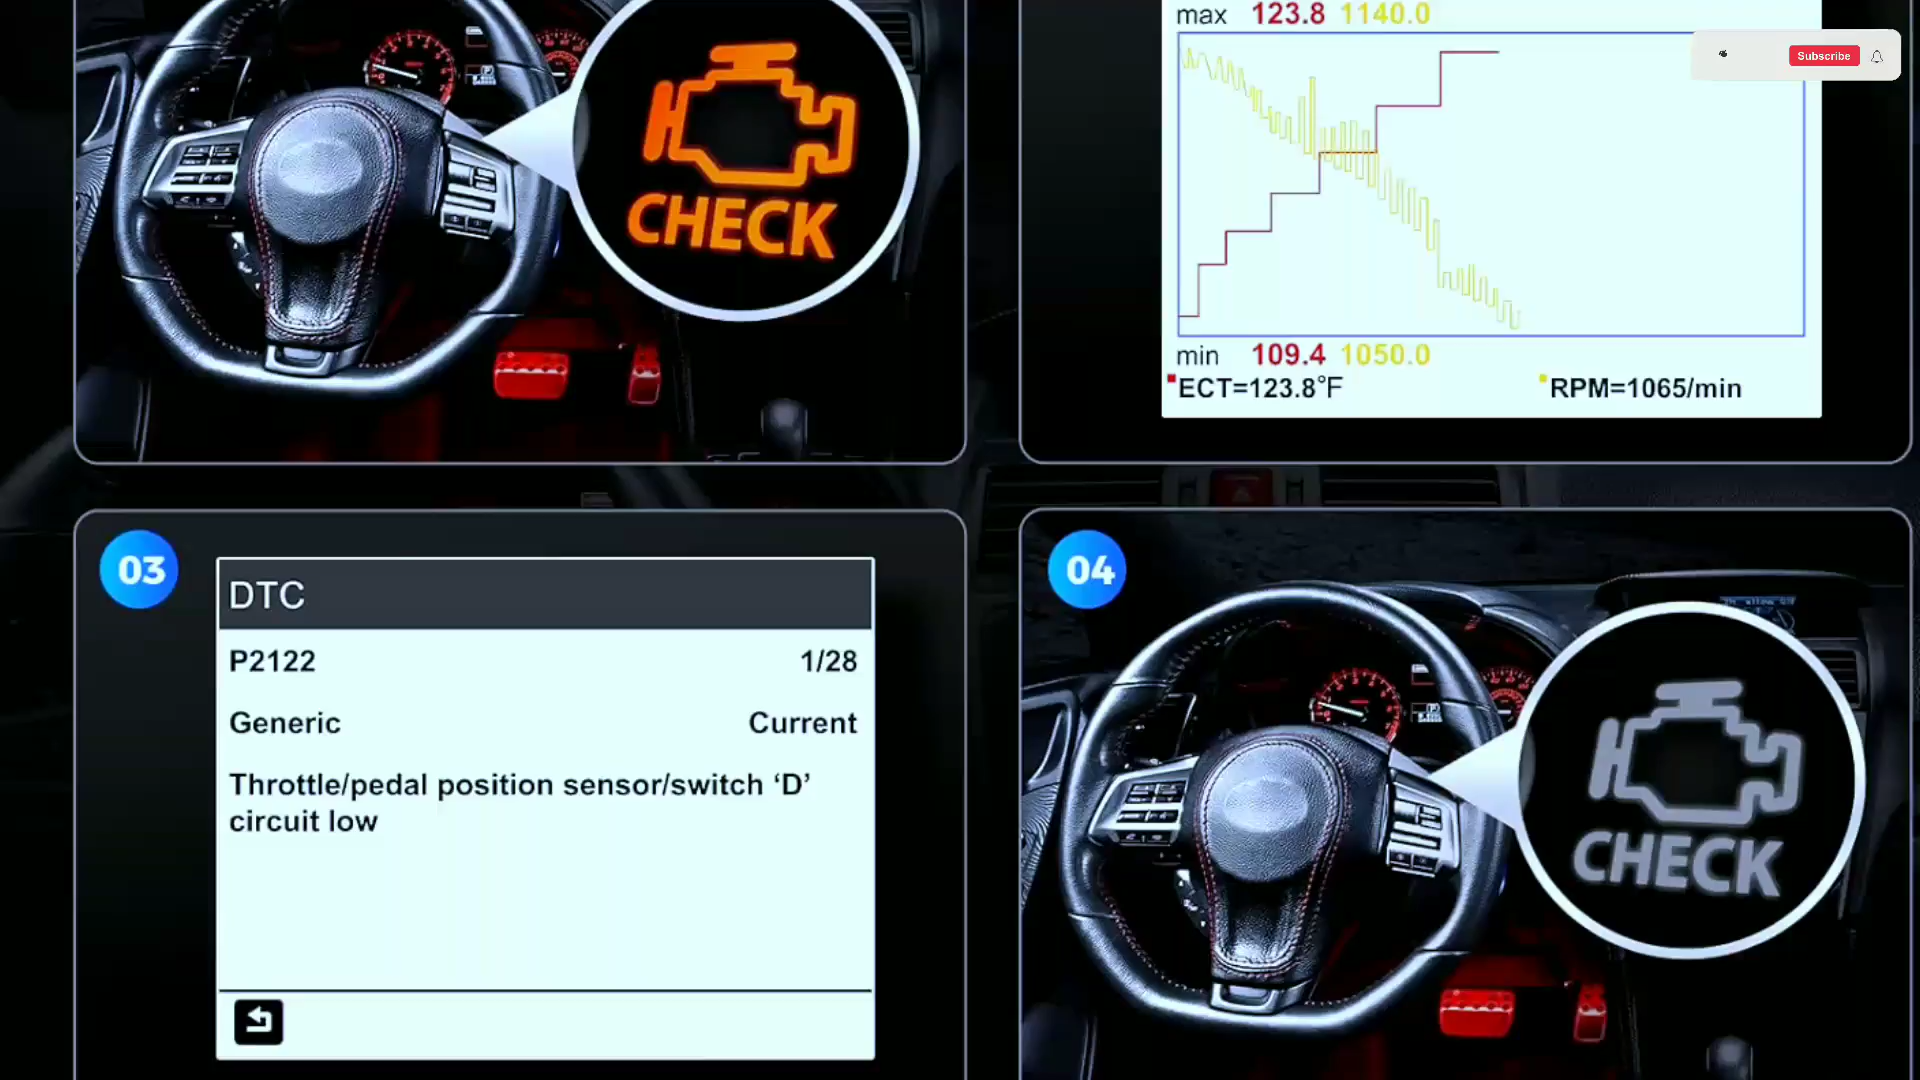 CHECK
max 123.8 1140.0
Subscribe
min 109.4 1050.0
ECT=123.8°F RPM=1065/min
03
DTC
P2122 1/28
Generic Current
Throttle/pedal position sensor/switch ‘D’
circuit low
04
CHECK